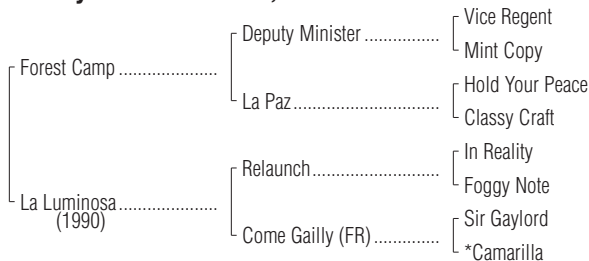 Vice Regent
Deputy Minister ................
Mint Copy
Forest Camp .....................
Hold Your Peace
La Paz...............................
Classy Craft
In Reality
Relaunch...........................
Foggy Note
La Luminosa.....................
(1990)
Sir Gaylord
Come Gailly (FR)..............
*Camarilla